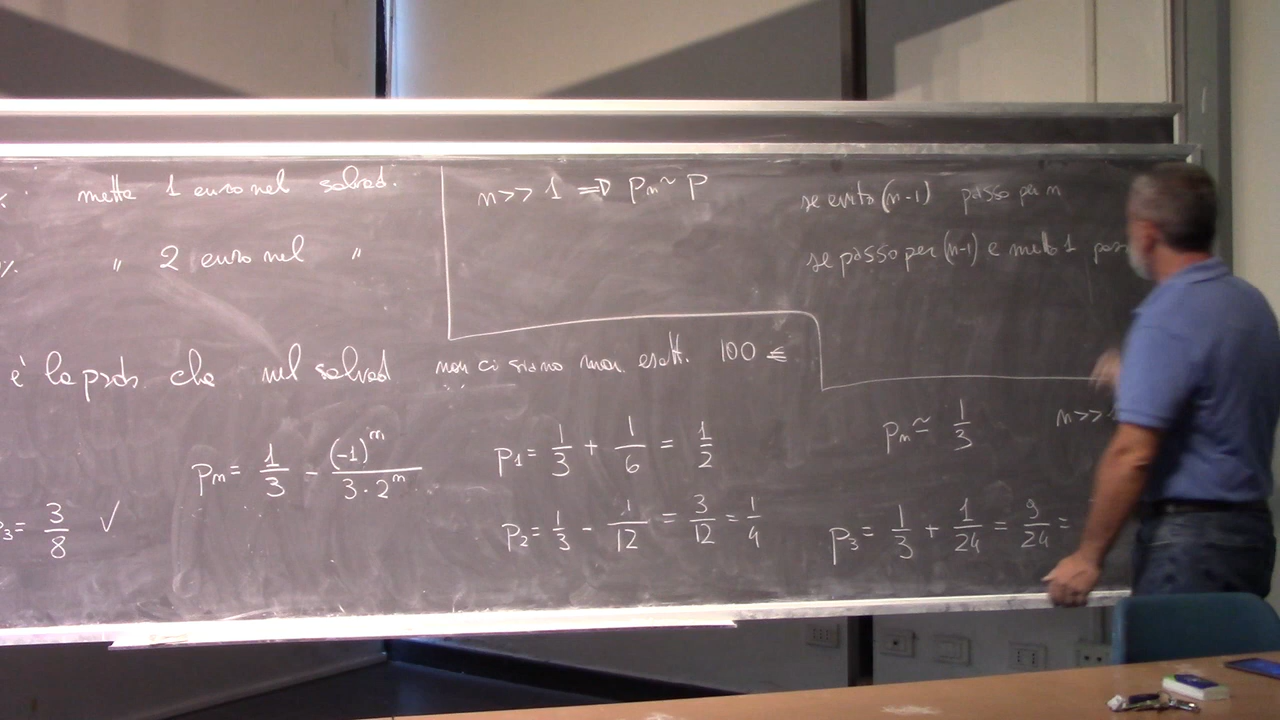 %. mette 1 euro nel salvad.
%. " 2 euro nel "
n>>1 => pn ~ p
se evito (n-1) passo per n
se passo per (n-1) e metto 1
è la prob. che nel salvad non ci siano mai esatt. 100 €
pn = 1/3 - (-1)^n / (3·2^n)
p1 = 1/3 + 1/6 = 1/2
pn ≃ 1/3 n>>1
p3 = 3/8 ✓
p2 = 1/3 - 1/12 = 3/12 = 1/4
p3 = 1/3 + 1/24 = 9/24 =